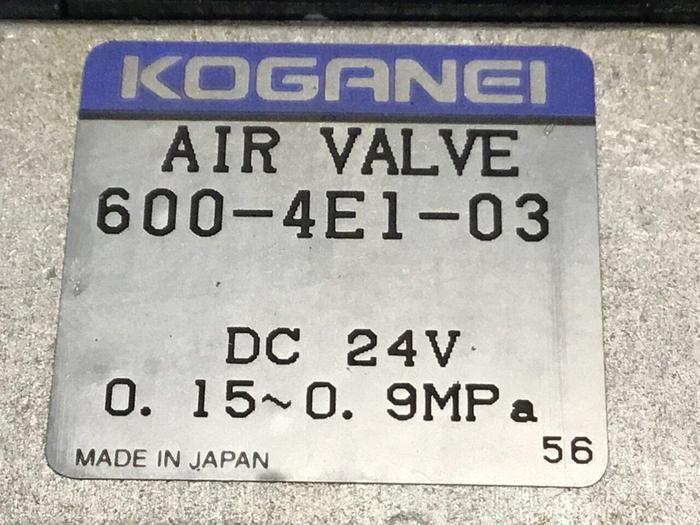 KOGANEI
AIR VALVE
600-4E1-03
DC 24V
0.15~0.9MPa
MADE IN JAPAN 56